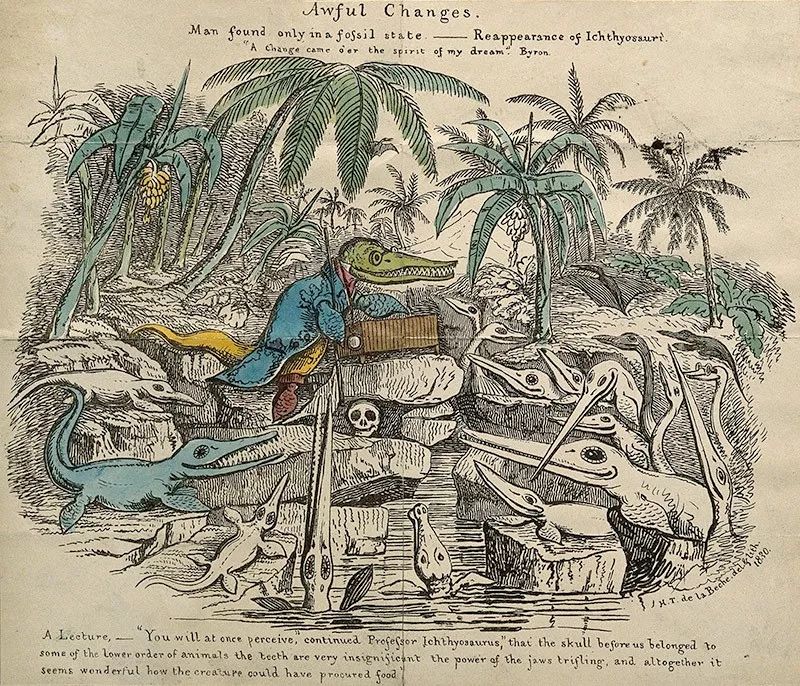 Awful Changes.
Man found only in a fossil state. — Reappearance of Ichthyosauri.
"A Change came o'er the spirit of my dream". Byron.
J H. T. de la Beche. del & lith 1830.
A Lecture, — "You will at once perceive," continued Professor Ichthyosaurus, "that the skull before us belonged to
some of the lower order of animals the teeth are very insignificant the power of the jaws trifling, and altogether it
seems wonderful how the creature could have procured food."